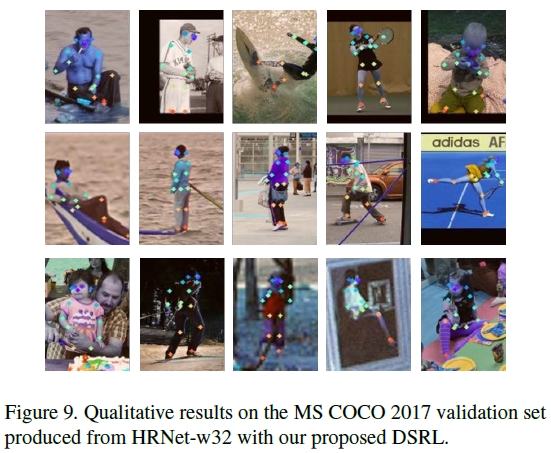 adidas AF
Figure 9. Qualitative results on the MS COCO 2017 validation set
produced from HRNet-w32 with our proposed DSRL.